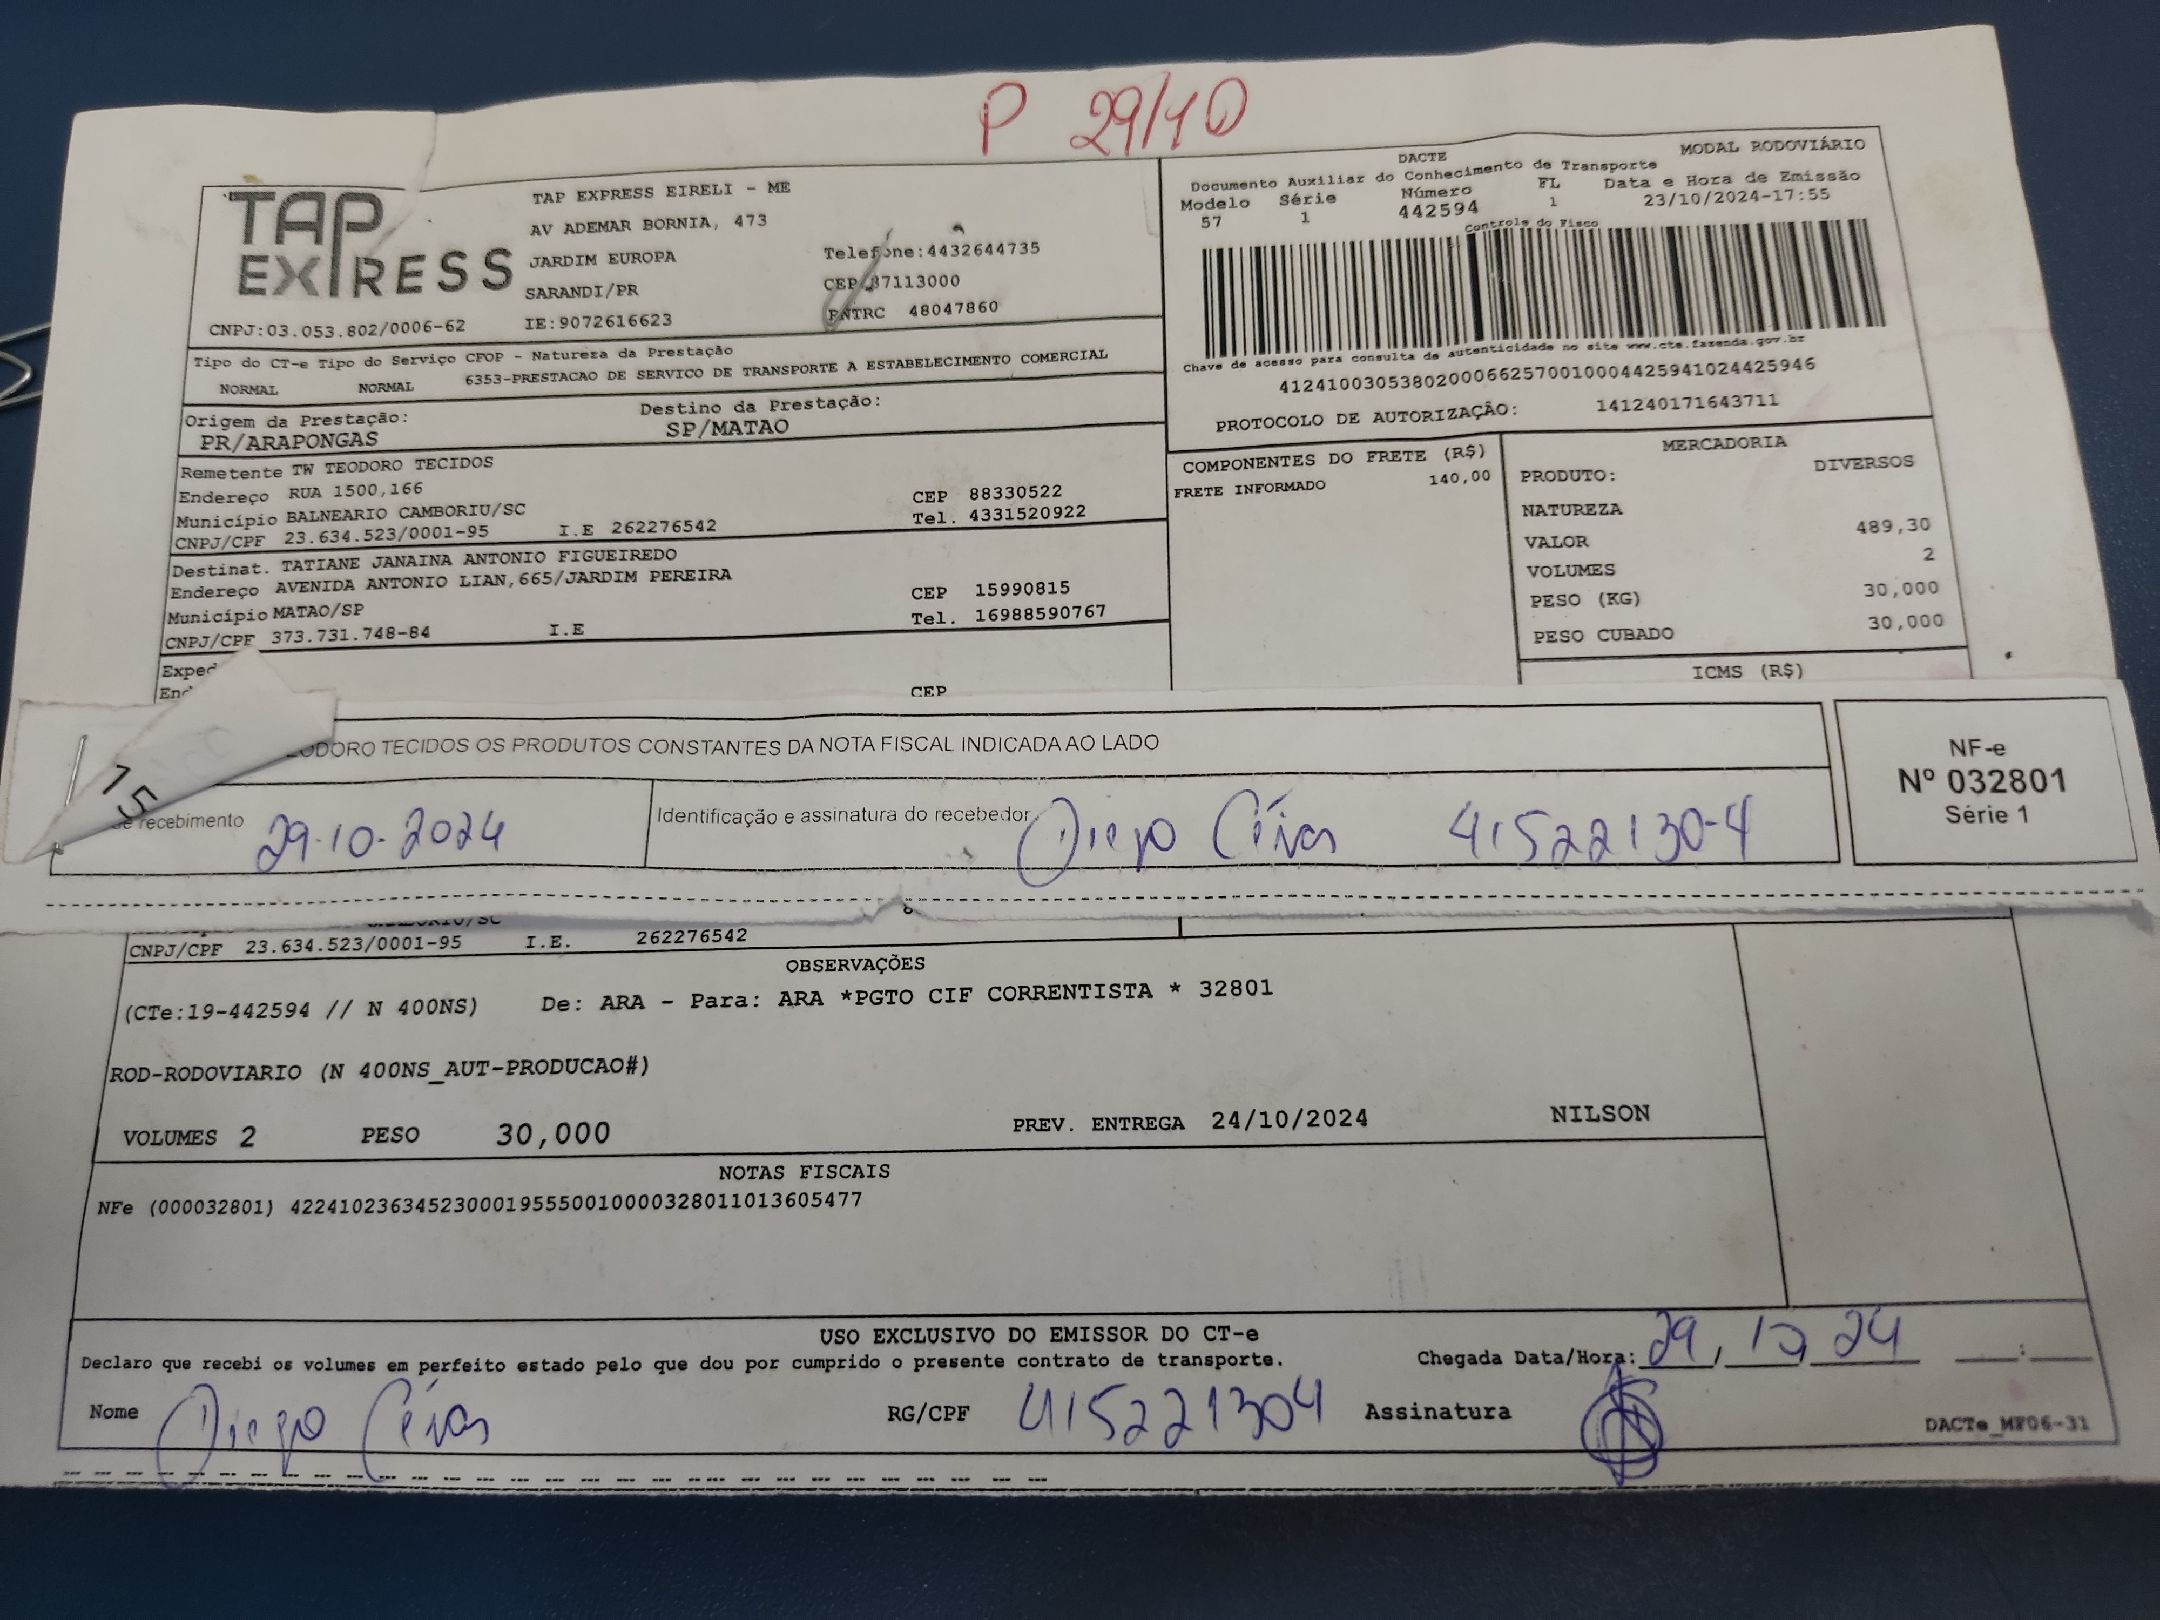 P 29/10
TAP EXPRESS
TAP EXPRESS EIRELI - ME
AV ADEMAR BORNIA, 473
JARDIM EUROPA
Telefone:4432644735
SARANDI/PR
CEP 87113000
CNPJ:03.053.802/0006-62
IE:9072616623
RNTRC 48047860
DACTE
MODAL RODOVIÁRIO
Documento Auxiliar do Conhecimento de Transporte
Modelo Série Número FL Data e Hora de Emissão
57 1 442594 1 23/10/2024-17:55
Controle do Fisco
Chave de acesso para consulta de autenticidade no site www.cte.fazenda.gov.br
41241003053802000662570010004425941024425946
PROTOCOLO DE AUTORIZAÇÃO: 141240171643711
Tipo do CT-e Tipo do Serviço CFOP - Natureza da Prestação
NORMAL NORMAL 6353-PRESTACAO DE SERVICO DE TRANSPORTE A ESTABELECIMENTO COMERCIAL
Origem da Prestação: Destino da Prestação:
PR/ARAPONGAS SP/MATAO
Remetente TW TEODORO TECIDOS
Endereço RUA 1500,166 CEP 88330522
Município BALNEARIO CAMBORIU/SC Tel. 4331520922
CNPJ/CPF 23.634.523/0001-95 I.E 262276542
Destinat. TATIANE JANAINA ANTONIO FIGUEIREDO
Endereço AVENIDA ANTONIO LIAN,665/JARDIM PEREIRA CEP 15990815
Município MATAO/SP Tel. 16988590767
CNPJ/CPF 373.731.748-84 I.E
Exped
End CEP
COMPONENTES DO FRETE (R$)
FRETE INFORMADO 140,00
MERCADORIA
PRODUTO: DIVERSOS
NATUREZA
VALOR 489,30
VOLUMES 2
PESO (KG) 30,000
PESO CUBADO 30,000
ICMS (R$)
15
EODORO TECIDOS OS PRODUTOS CONSTANTES DA NOTA FISCAL INDICADA AO LADO
de recebimento 29.10.2024
Identificação e assinatura do recebedor Diego 41522130-4
NF-e
Nº 032801
Série 1
CNPJ/CPF 23.634.523/0001-95 I.E. 262276542
OBSERVAÇÕES
(CTe:19-442594 // N 400NS) De: ARA - Para: ARA *PGTO CIF CORRENTISTA * 32801
ROD-RODOVIARIO (N 400NS_AUT-PRODUCAO#)
VOLUMES 2 PESO 30,000 PREV. ENTREGA 24/10/2024 NILSON
NOTAS FISCAIS
NFe (000032801) 42241023634523000195550010000328011013605477
USO EXCLUSIVO DO EMISSOR DO CT-e
Declaro que recebi os volumes em perfeito estado pelo que dou por cumprido o presente contrato de transporte. Chegada Data/Hora: 29, 10, 24 :
Nome Diego RG/CPF 415221304 Assinatura
DACTe_MF06-31